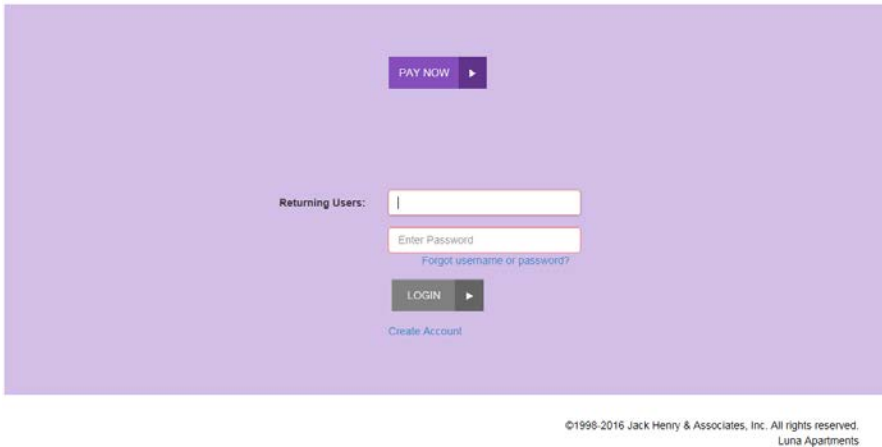 PAY NOW
Returning Users:
Enter Password
Forgot username or password?
LOGIN
Create Account
©1998-2016 Jack Henry & Associates, Inc. All rights reserved.
Luna Apartments